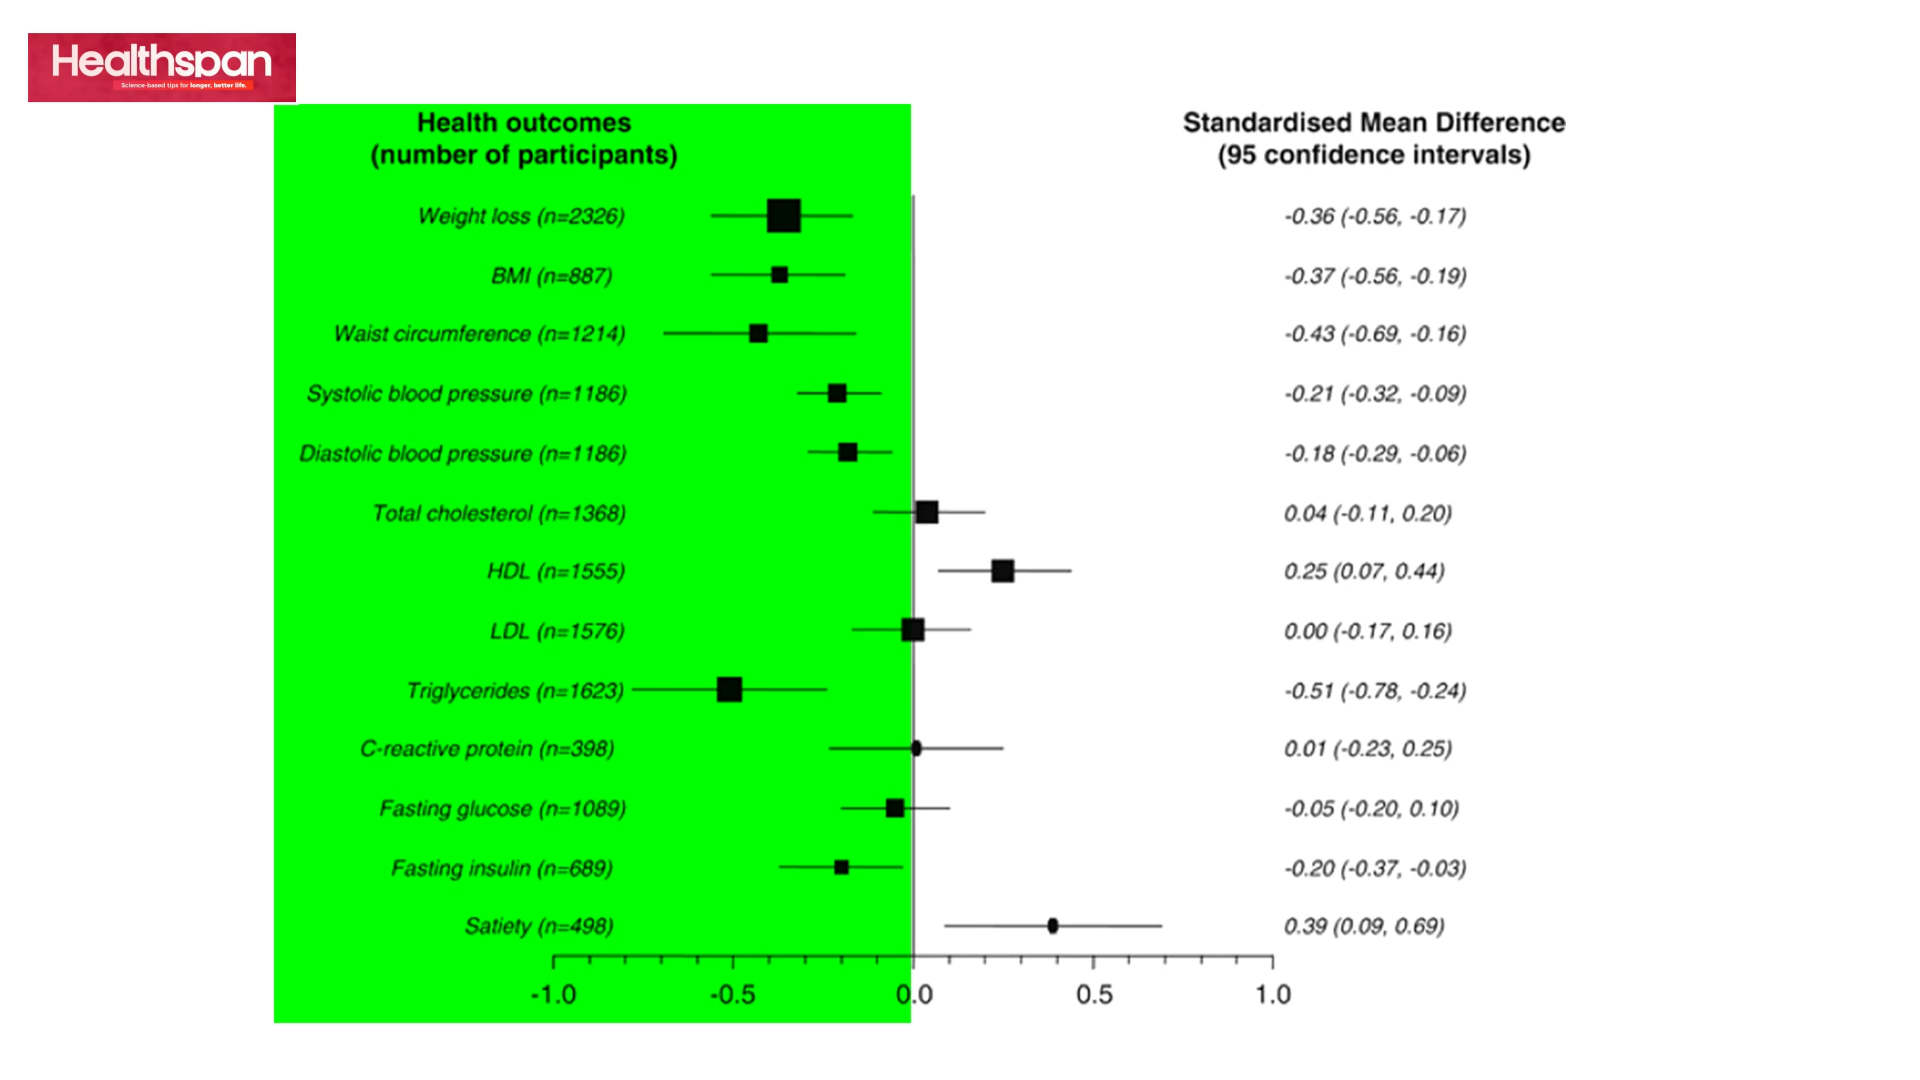 Healthspan
Science-based tips for longer, better life.
Health outcomes
(number of participants)
Standardised Mean Difference
(95 confidence intervals)
Weight loss (n=2326)
-0.36 (-0.56, -0.17)
BMI (n=887)
-0.37 (-0.56, -0.19)
Waist circumference (n=1214)
-0.43 (-0.69, -0.16)
Systolic blood pressure (n=1186)
-0.21 (-0.32, -0.09)
Diastolic blood pressure (n=1186)
-0.18 (-0.29, -0.06)
Total cholesterol (n=1368)
0.04 (-0.11, 0.20)
HDL (n=1555)
0.25 (0.07, 0.44)
LDL (n=1576)
0.00 (-0.17, 0.16)
Triglycerides (n=1623)
-0.51 (-0.78, -0.24)
C-reactive protein (n=398)
0.01 (-0.23, 0.25)
Fasting glucose (n=1089)
-0.05 (-0.20, 0.10)
Fasting insulin (n=689)
-0.20 (-0.37, -0.03)
Satiety (n=498)
0.39 (0.09, 0.69)
-1.0 -0.5 0.0 0.5 1.0